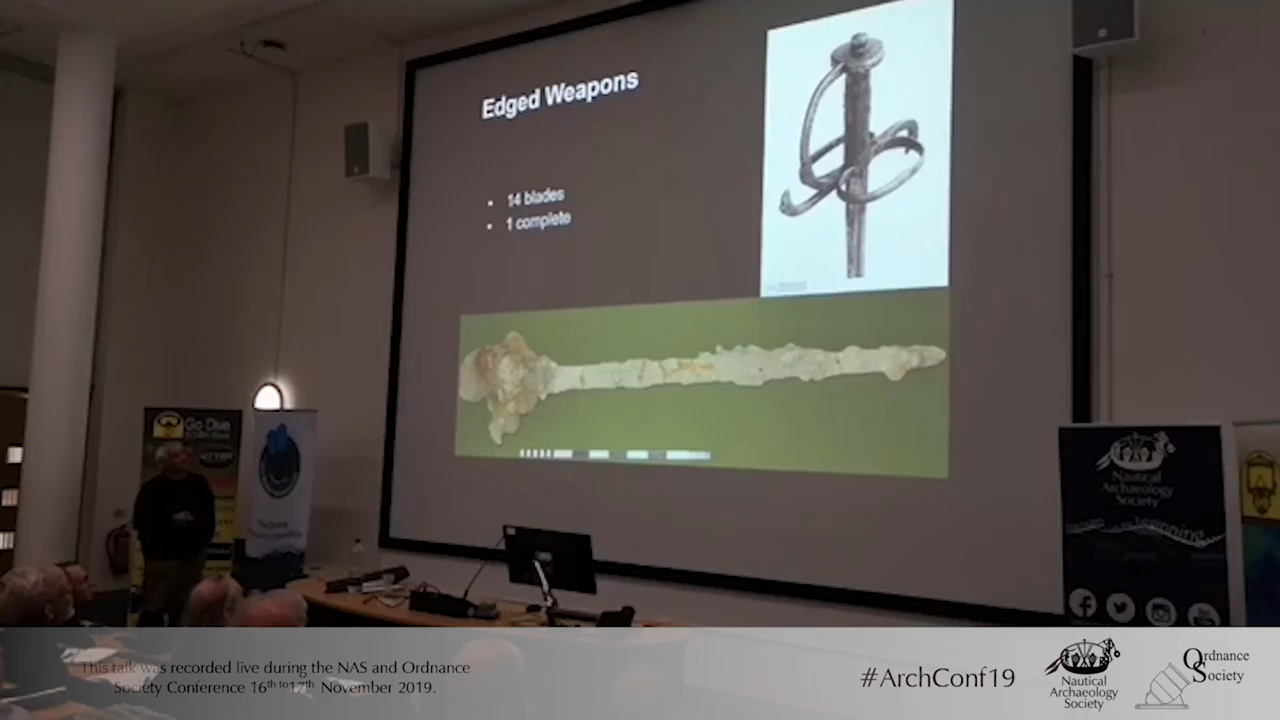 Edged Weapons
• 14 blades
• 1 complete
Go Dive
Nautical
Archaeology
Society
This talk was recorded live during the NAS and Ordnance
Society Conference 16th to 17th November 2019.
#ArchConf19
Nautical
Archaeology
Society
Ordnance
Society